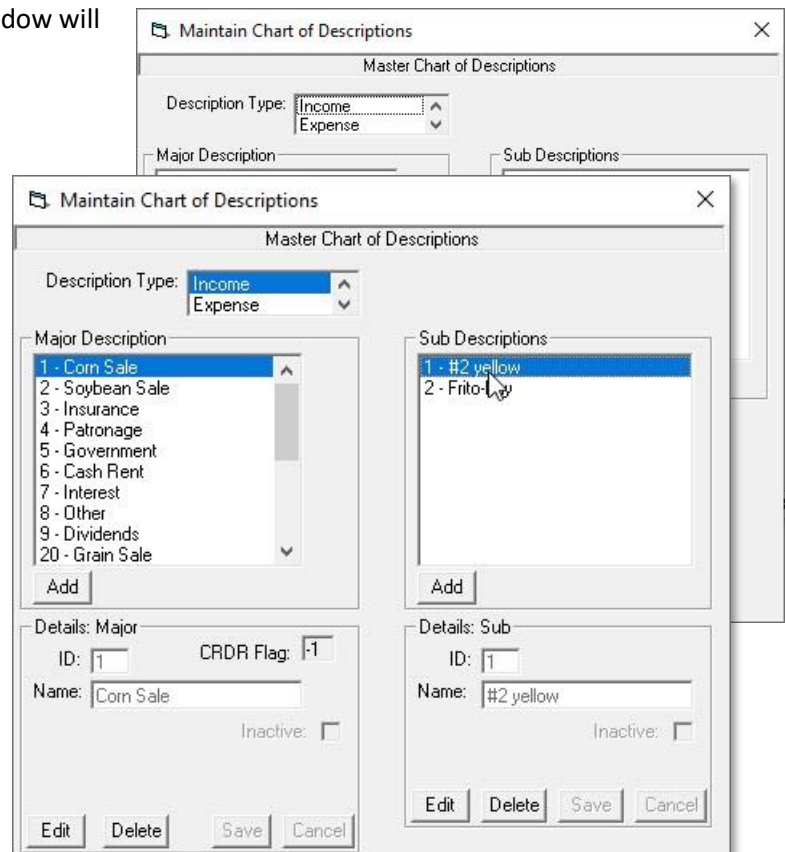 dow will
Maintain Chart of Descriptions
Master Chart of Descriptions
Description Type: Income
Expense
Major Description
Sub Descriptions
Maintain Chart of Descriptions
Master Chart of Descriptions
Description Type: Income
Expense
Major Description
1 - Corn Sale
2 - Soybean Sale
3 - Insurance
4 - Patronage
5 - Government
6 - Cash Rent
7 - Interest
8 - Other
9 - Dividends
20 - Grain Sale
Add
Sub Descriptions
1 - #2 yellow
2 - Frito-
Add
Details: Major
ID: 1 CRDR Flag: -1
Name: Corn Sale
Inactive:
Edit Delete Save Cancel
Details: Sub
ID: 1
Name: #2 yellow
Inactive:
Edit Delete Save Cancel